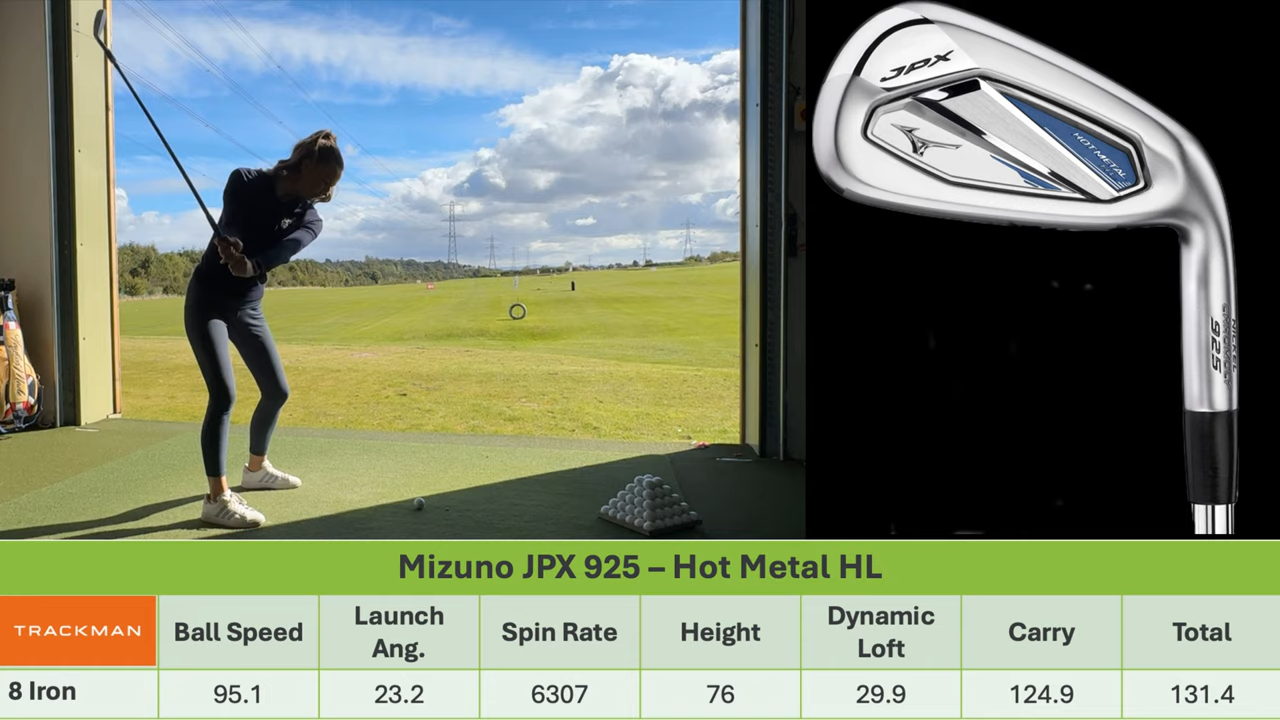 JPX
HOT METAL
925
NICKEL
CHROMOLY
Mizuno JPX 925 – Hot Metal HL
TRACKMAN
Ball Speed
Launch
Ang.
Spin Rate
Height
Dynamic
Loft
Carry
Total
8 Iron
95.1
23.2
6307
76
29.9
124.9
131.4